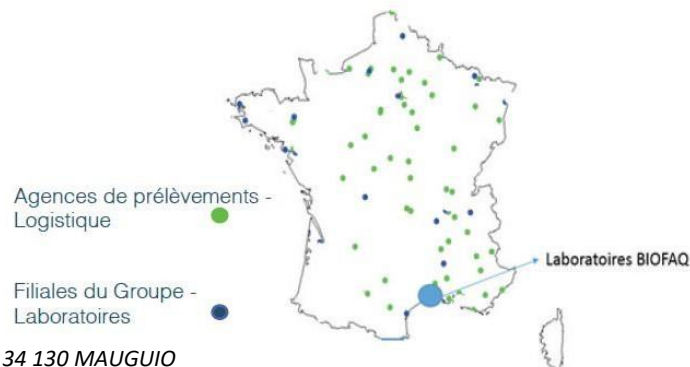 Agences de prélèvements -
Logistique
Laboratoires BIOFAQ
Filiales du Groupe -
Laboratoires
34 130 MAUGUIO